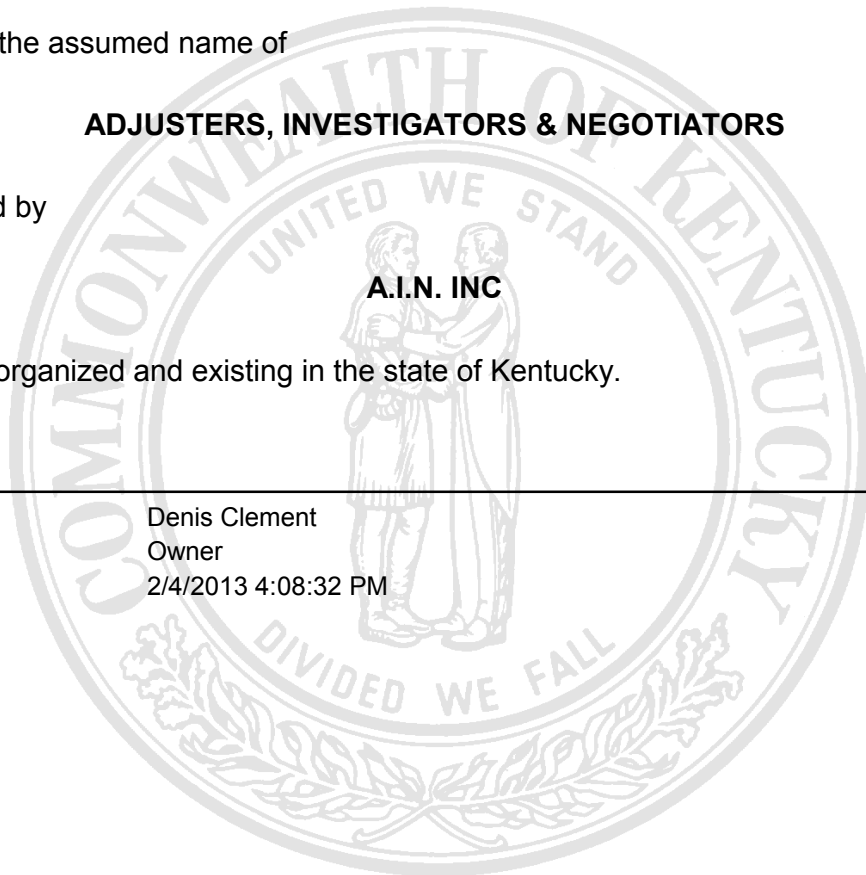 the assumed name of
ADJUSTERS, INVESTIGATORS & NEGOTIATORS
d by
A.I.N. INC
organized and existing in the state of Kentucky.
Denis Clement
Owner
2/4/2013 4:08:32 PM
COMMONWEALTH OF KENTUCKY
UNITED WE STAND
DIVIDED WE FALL